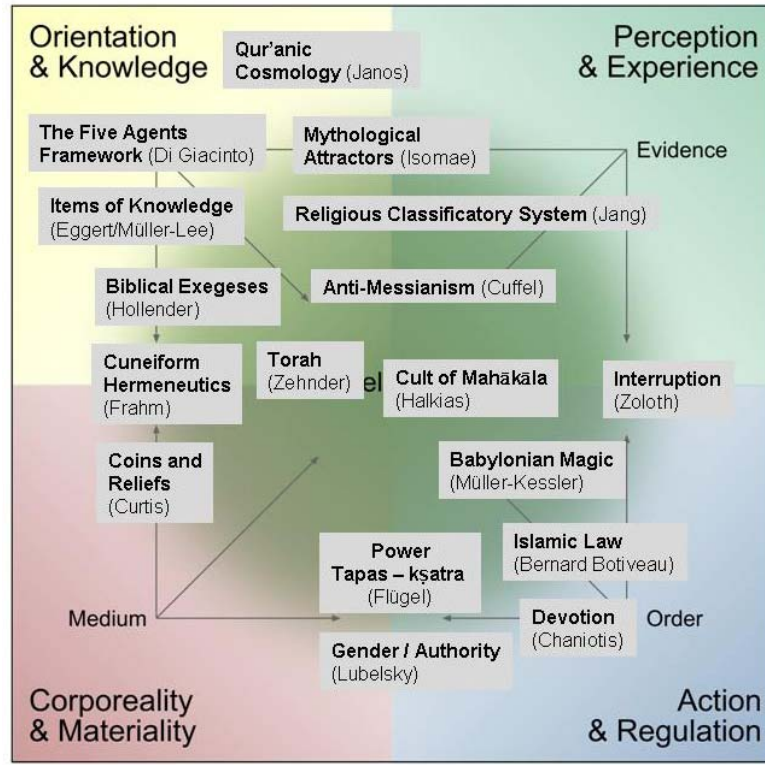 Orientation
& Knowledge
Qur'anic
Cosmology (Janos)
Perception
& Experience
The Five Agents
Framework (Di Giacinto)
Mythological
Attractors (Isomae)
Evidence
Items of Knowledge
(Eggert/Müller-Lee)
Religious Classificatory System (Jang)
Biblical Exegeses
(Hollender)
Anti-Messianism (Cuffel)
Cuneiform
Hermeneutics
(Frahm)
Torah
(Zehnder)
el
Cult of Mahākāla
(Halkias)
Interruption
(Zoloth)
Coins and
Reliefs
(Curtis)
Babylonian Magic
(Müller-Kessler)
Islamic Law
(Bernard Botiveau)
Power
Tapas – kṣatra
(Flügel)
Medium
Devotion
(Chaniotis)
Order
Gender / Authority
(Lubelsky)
Corporeality
& Materiality
Action
& Regulation